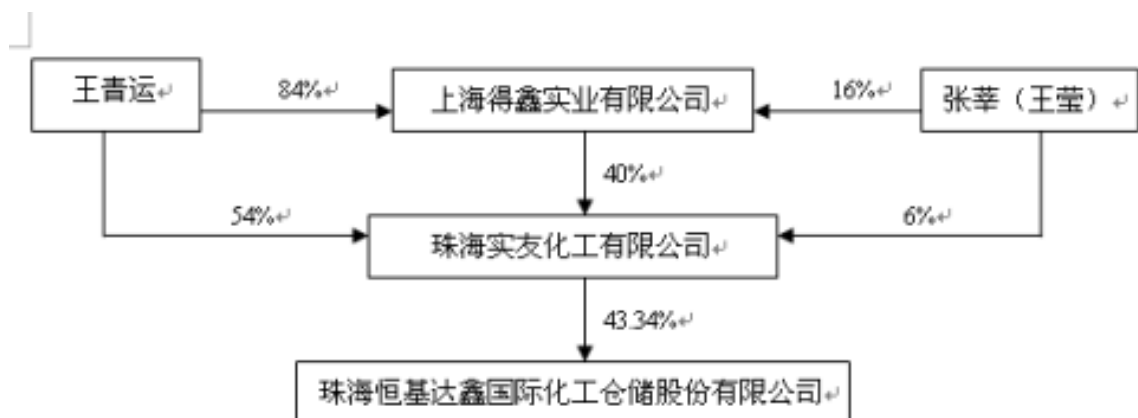 王青运
84%
上海得鑫实业有限公司
16%
张莘（王莹）
40%
54%
6%
珠海实友化工有限公司
43.34%
珠海恒基达鑫国际化工仓储股份有限公司